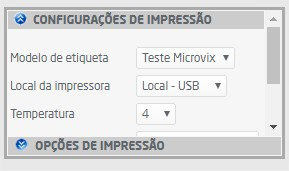 CONFIGURAÇÕES DE IMPRESSÃO
Modelo de etiqueta Teste Microvix
Local da impressora Local - USB
Temperatura 4
OPÇÕES DE IMPRESSÃO